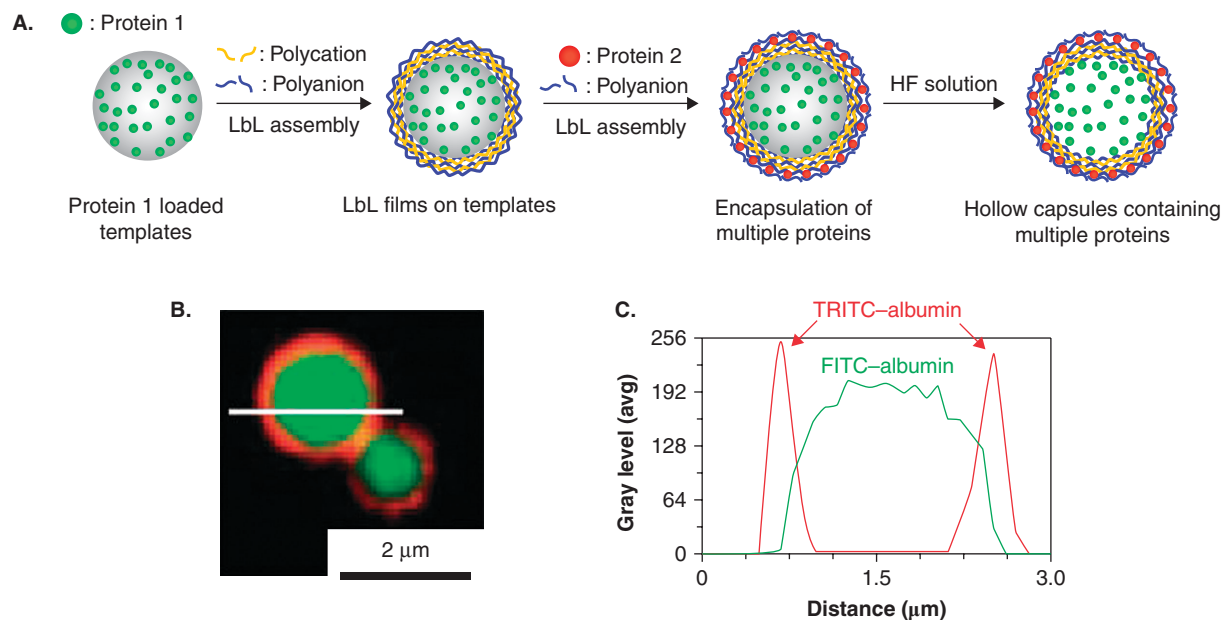 A.
: Protein 1
: Polycation
: Polyanion
LbL assembly
: Protein 2
: Polyanion
LbL assembly
HF solution
Protein 1 loaded
templates
LbL films on templates
Encapsulation of
multiple proteins
Hollow capsules containing
multiple proteins
B.
2 μm
C.
TRITC–albumin
FITC–albumin
Gray level (avg)
256
192
128
64
0
0
1.5
3.0
Distance (μm)